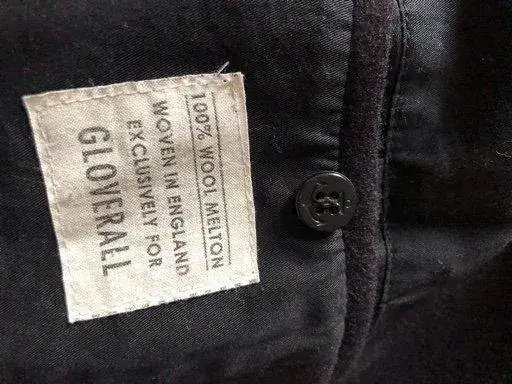 100% WOOL MELTON
WOVEN IN ENGLAND
EXCLUSIVELY FOR
GLOVERALL